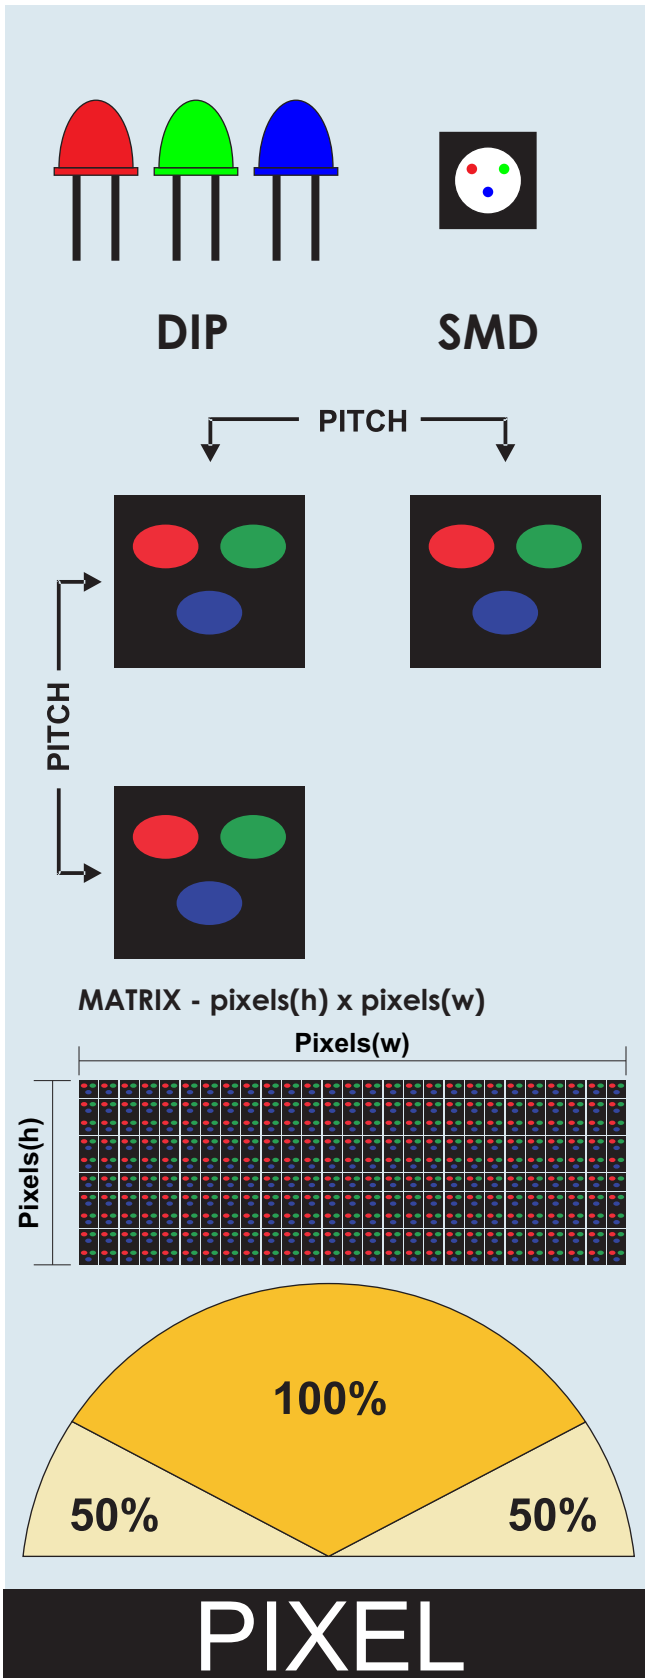 DIP
SMD
PITCH
PITCH
MATRIX - pixels(h) x pixels(w)
Pixels(w)
Pixels(h)
100%
50%
50%
PIXEL